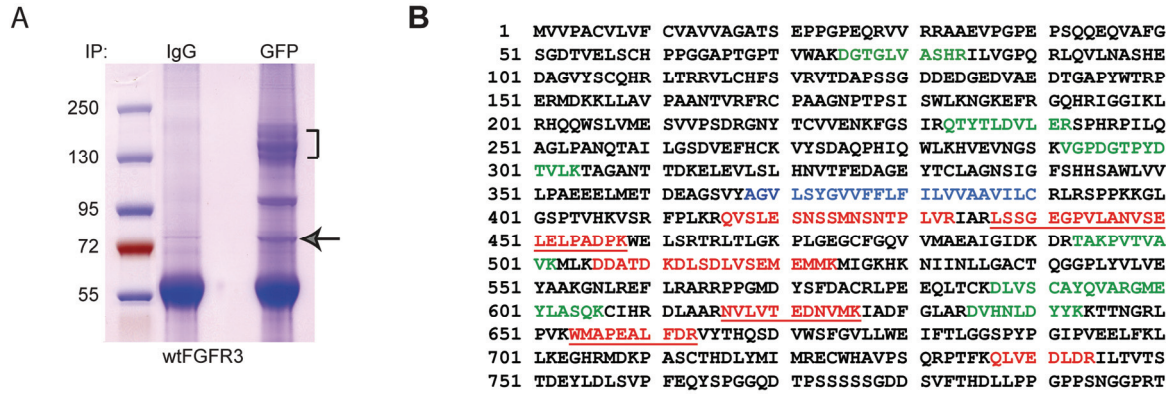 A
IP: IgG GFP
250
130
95
72
55
wtFGFR3
B
1 MVVPACVLVF CVAVVAGATS EPPGPEQRVV RRAAEVPGPE PSQQEQVAFG
51 SGDTVELSCH PPGGAPTGPT VWAKDGTGLV ASHRILVGPQ RLQVLNASHE
101 DAGVYSCQHR LTRRVLCHFS VRVTDAPSSG DDEDGEDVAE DTGAPYWTRP
151 ERMDKKLLAV PAANTVRFRC PAAGNPTPSI SWLKNGKEFR GQHRIGGIKL
201 RHQQWSLVME SVVPSDRGNY TCVVENKFGS IRQTYTLDVL ERSPHRPILQ
251 AGLPANQTAI LGSDVEFHCK VYSDAQPHIQ WLKHVEVNGS KVGPDGTPYD
301 TVLKTAGANT TDKELEVLSL HNVTFEDAGE YTCLAGNSIG FSHHSAWLVV
351 LPAEEELMET DEAGSVYAGV LSYGVVFFLF ILVVAAVILC RLRSPPKKGL
401 GSPTVHKVSR FPLKRQVSLE SNSSMNSNTP LVRIARLSSG EGPVLANVSE
451 LELPADPKWE LSRTRLTLGK PLGEGCFGQV VMAEAIGIDK DRTAKPVTVA
501 VKMLKDDATD KDLSDLVSEM EMMKMIGKHK NIINLLGACT QGGPLYVLVE
551 YAAKGNLREF LRARRPPGMD YSFDACRLPE EQLTCKDLVS CAYQVARGME
601 YLASQKCIHR DLAARNVLVT EDNVMKIADF GLARDVHNLD YYKKTTNGRL
651 PVKWMAPEAL FDRVYTHQSD VWSFGVLLWE IFTLGGSPYP GIPVEELFKL
701 LKEGHRMDKP ASCTHDLYMI MRECWHAVPS QRPTFKQLVE DLDRILTVTS
751 TDEYLDLSVP FEQYSPGGQD TPSSSSSGDD SVFTHDLLPP GPPSNGGPRT